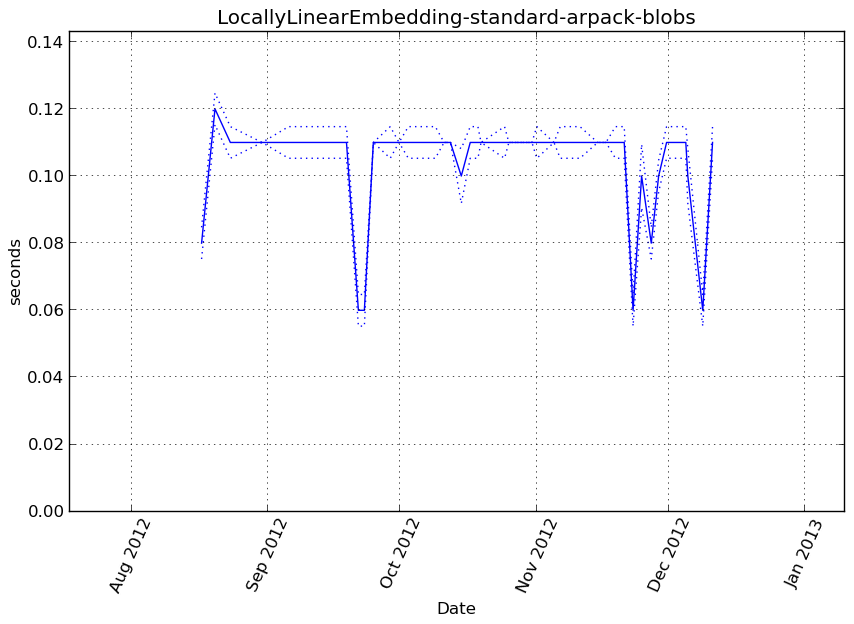 LocallyLinearEmbedding-standard-arpack-blobs
0.14
0.12
0.10
0.08
0.06
0.04
0.02
0.00
seconds
Aug 2012
Sep 2012
Oct 2012
Nov 2012
Dec 2012
Jan 2013
Date